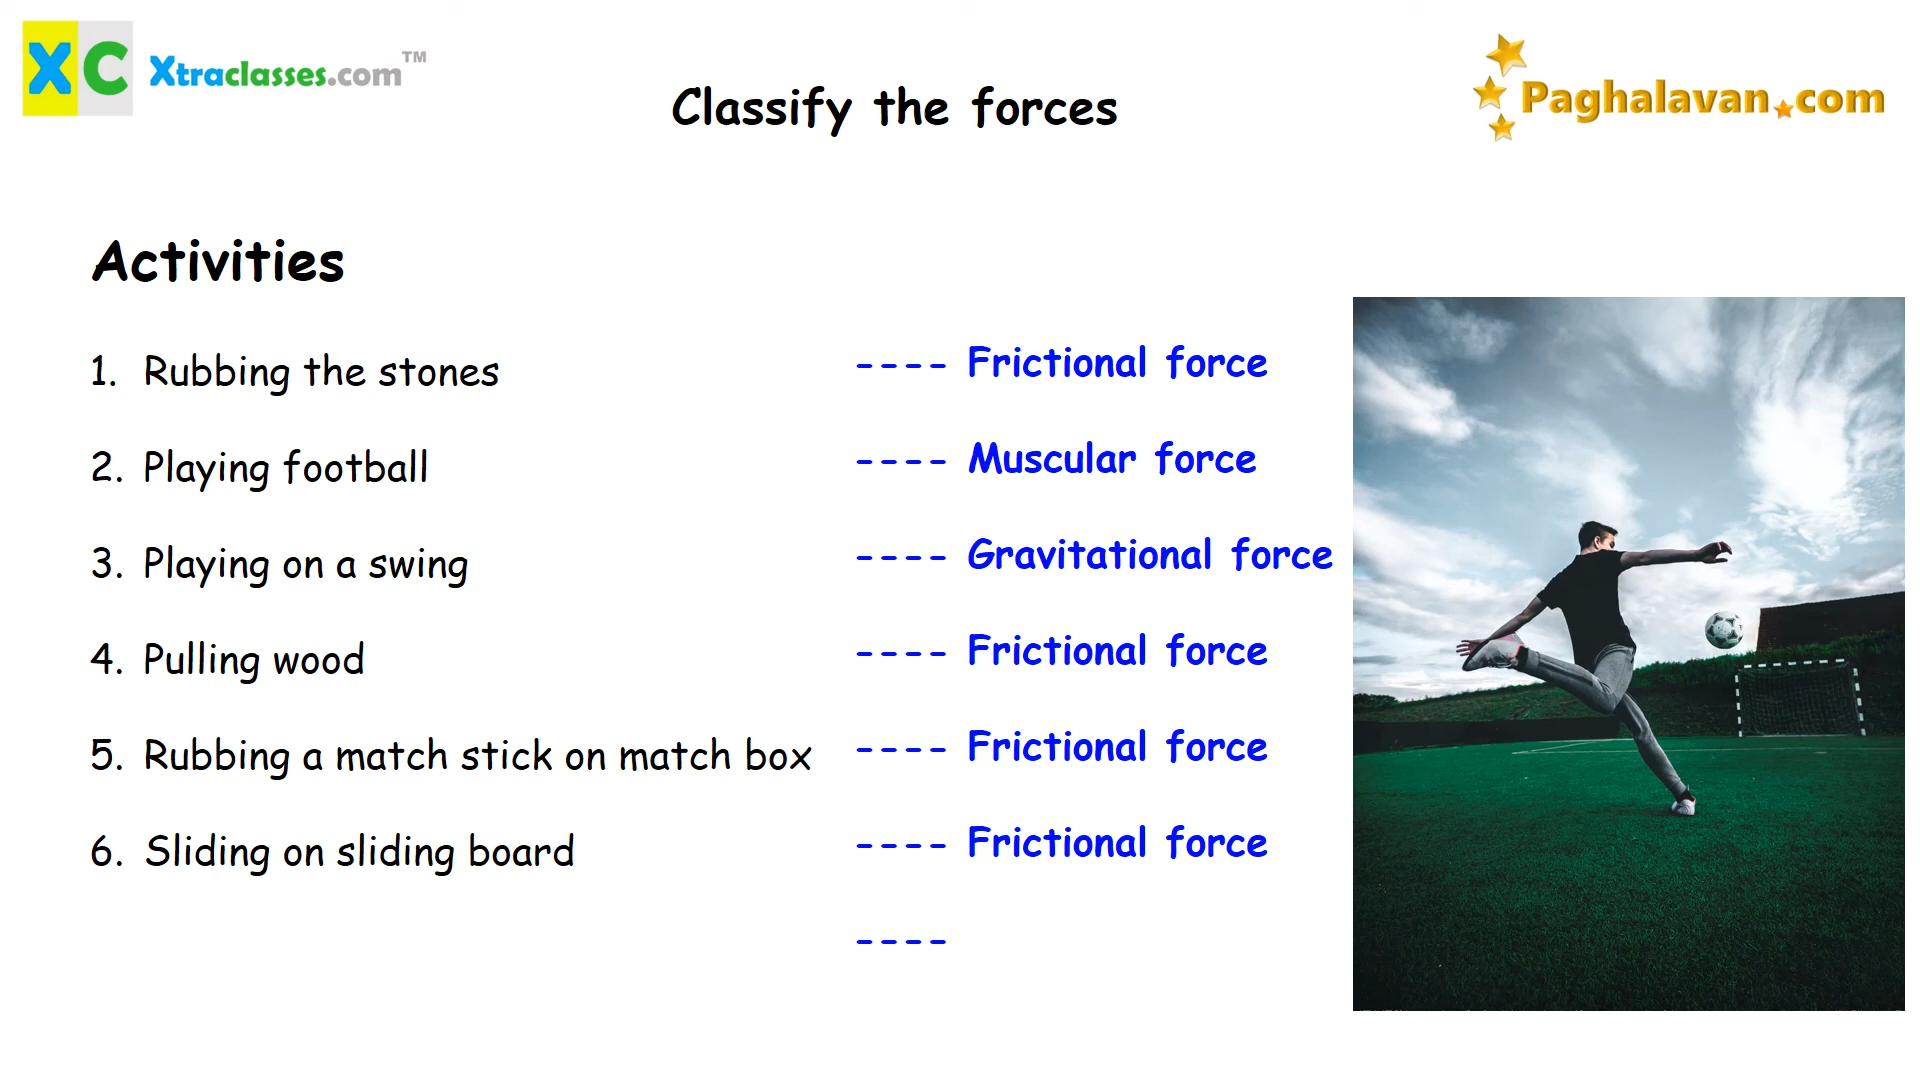 XC Xtraclasses.com™
Classify the forces
Paghalavan.com
Activities
1. Rubbing the stones ---- Frictional force
2. Playing football ---- Muscular force
3. Playing on a swing ---- Gravitational force
4. Pulling wood ---- Frictional force
5. Rubbing a match stick on match box ---- Frictional force
6. Sliding on sliding board ---- Frictional force
----